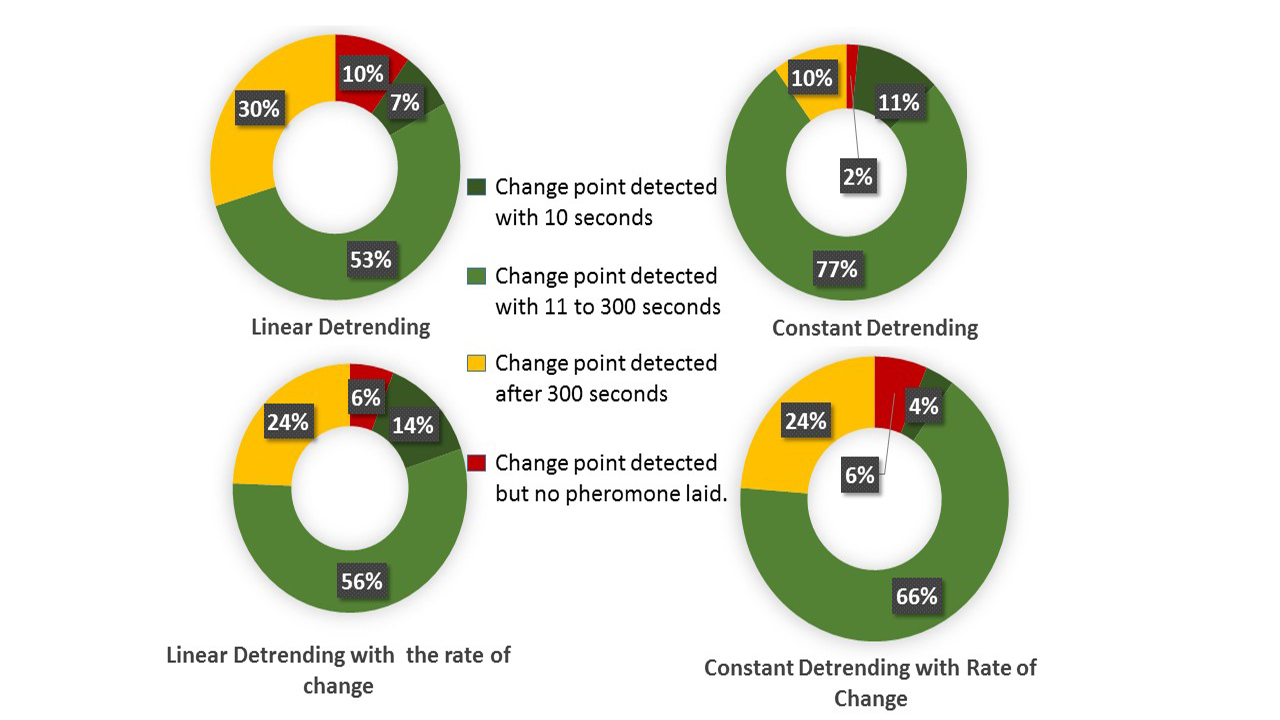 10%
7%
30%
53%
Linear Detrending
10%
11%
2%
77%
Constant Detrending
Change point detected
with 10 seconds
Change point detected
with 11 to 300 seconds
Change point detected
after 300 seconds
Change point detected
but no pheromone laid.
6%
14%
24%
56%
Linear Detrending with  the rate of
change
4%
24%
6%
66%
Constant Detrending with Rate of
Change